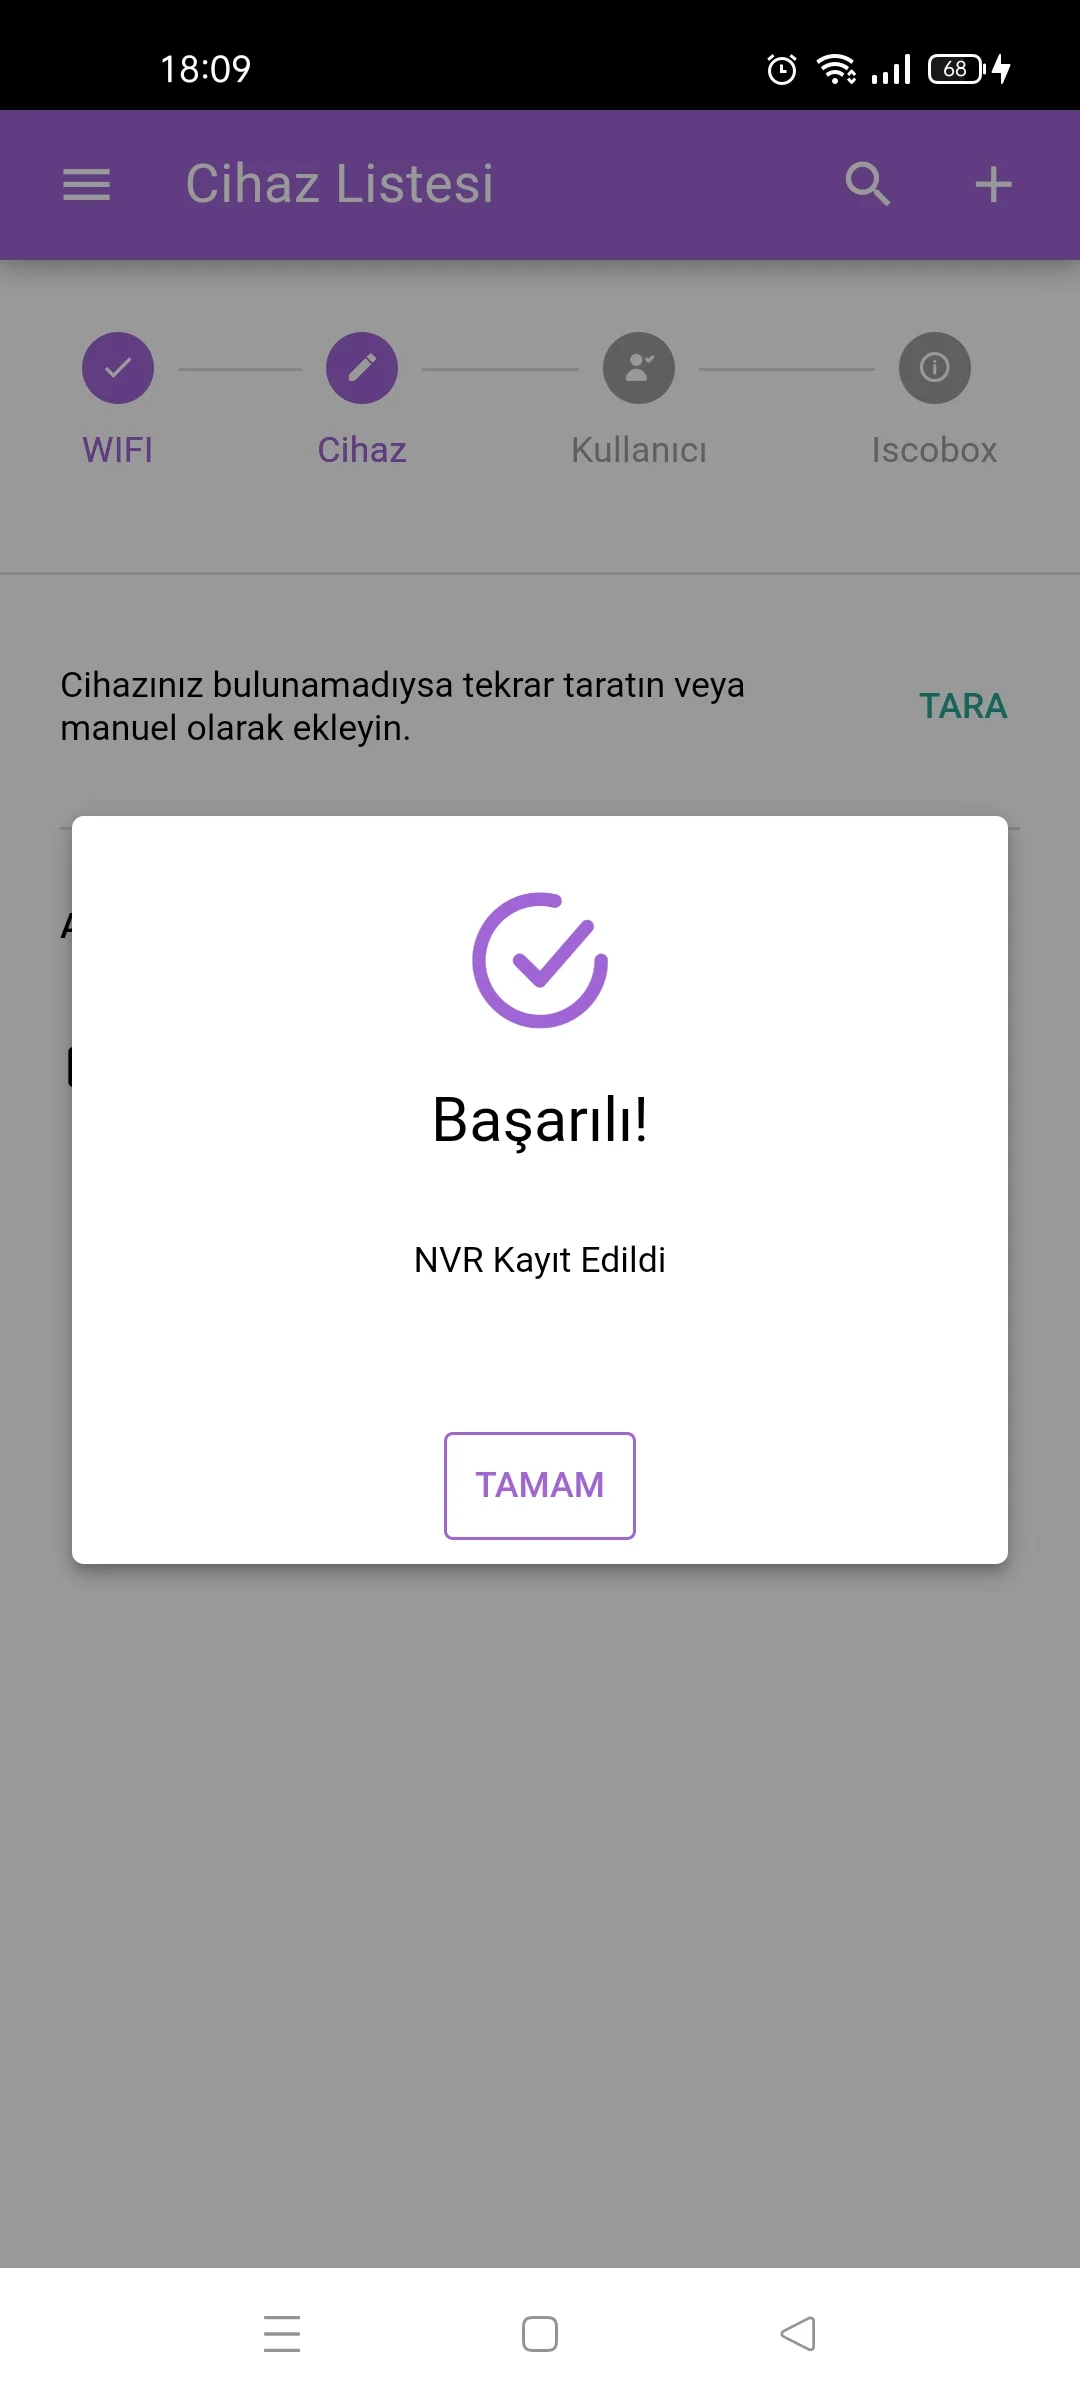 18:09
68
Cihaz Listesi
WIFI
Cihaz
Kullanıcı
Iscobox
Cihazınız bulunamadıysa tekrar taratın veya
manuel olarak ekleyin.
TARA
Başarılı!
NVR Kayıt Edildi
TAMAM